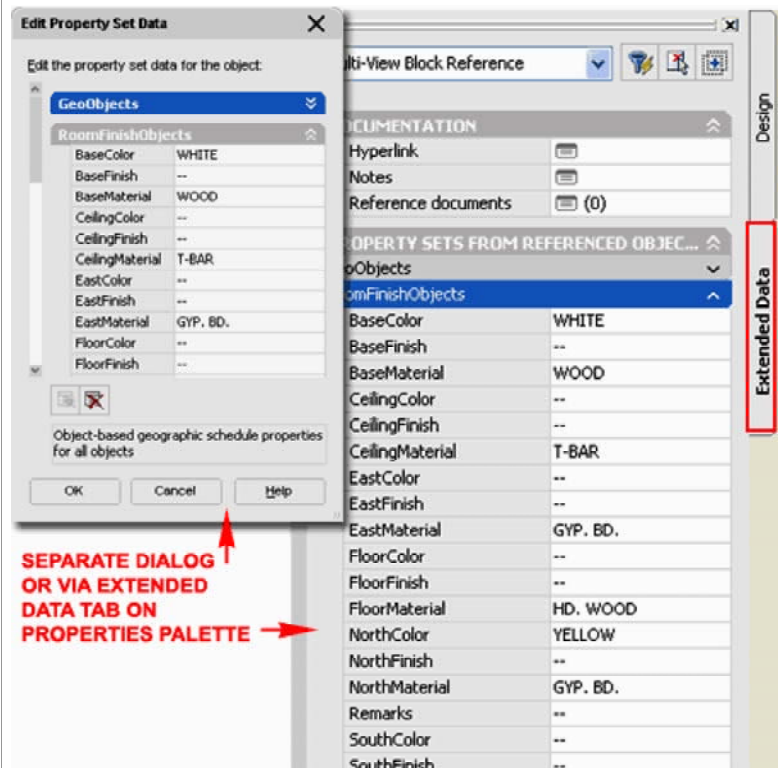 Edit Property Set Data
Edit the property set data for the object:
GeoObjects
RoomFinishObjects
BaseColor WHITE
BaseFinish --
BaseMaterial WOOD
CeilingColor --
CeilingFinish --
CeilingMaterial T-BAR
EastColor --
EastFinish --
EastMaterial GYP. BD.
FloorColor --
FloorFinish --
Object-based geographic schedule properties
for all objects
OK Cancel Help
SEPARATE DIALOG
OR VIA EXTENDED
DATA TAB ON
PROPERTIES PALETTE
lti-View Block Reference
OCUMENTATION
Hyperlink
Notes
Reference documents (0)
ROPERTY SETS FROM REFERENCED OBJEC...
oObjects
omFinishObjects
BaseColor WHITE
BaseFinish --
BaseMaterial WOOD
CeilingColor --
CeilingFinish --
CeilingMaterial T-BAR
EastColor --
EastFinish --
EastMaterial GYP. BD.
FloorColor --
FloorFinish --
FloorMaterial HD. WOOD
NorthColor YELLOW
NorthFinish --
NorthMaterial GYP. BD.
Remarks --
SouthColor --
SouthFinish --
Design
Extended Data